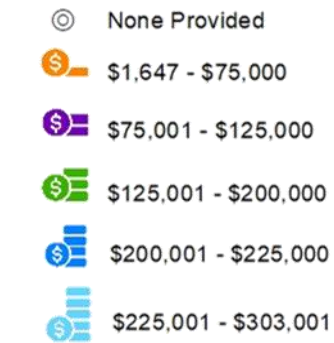 None Provided
$1,647 - $75,000
$75,001 - $125,000
$125,001 - $200,000
$200,001 - $225,000
$225,001 - $303,001